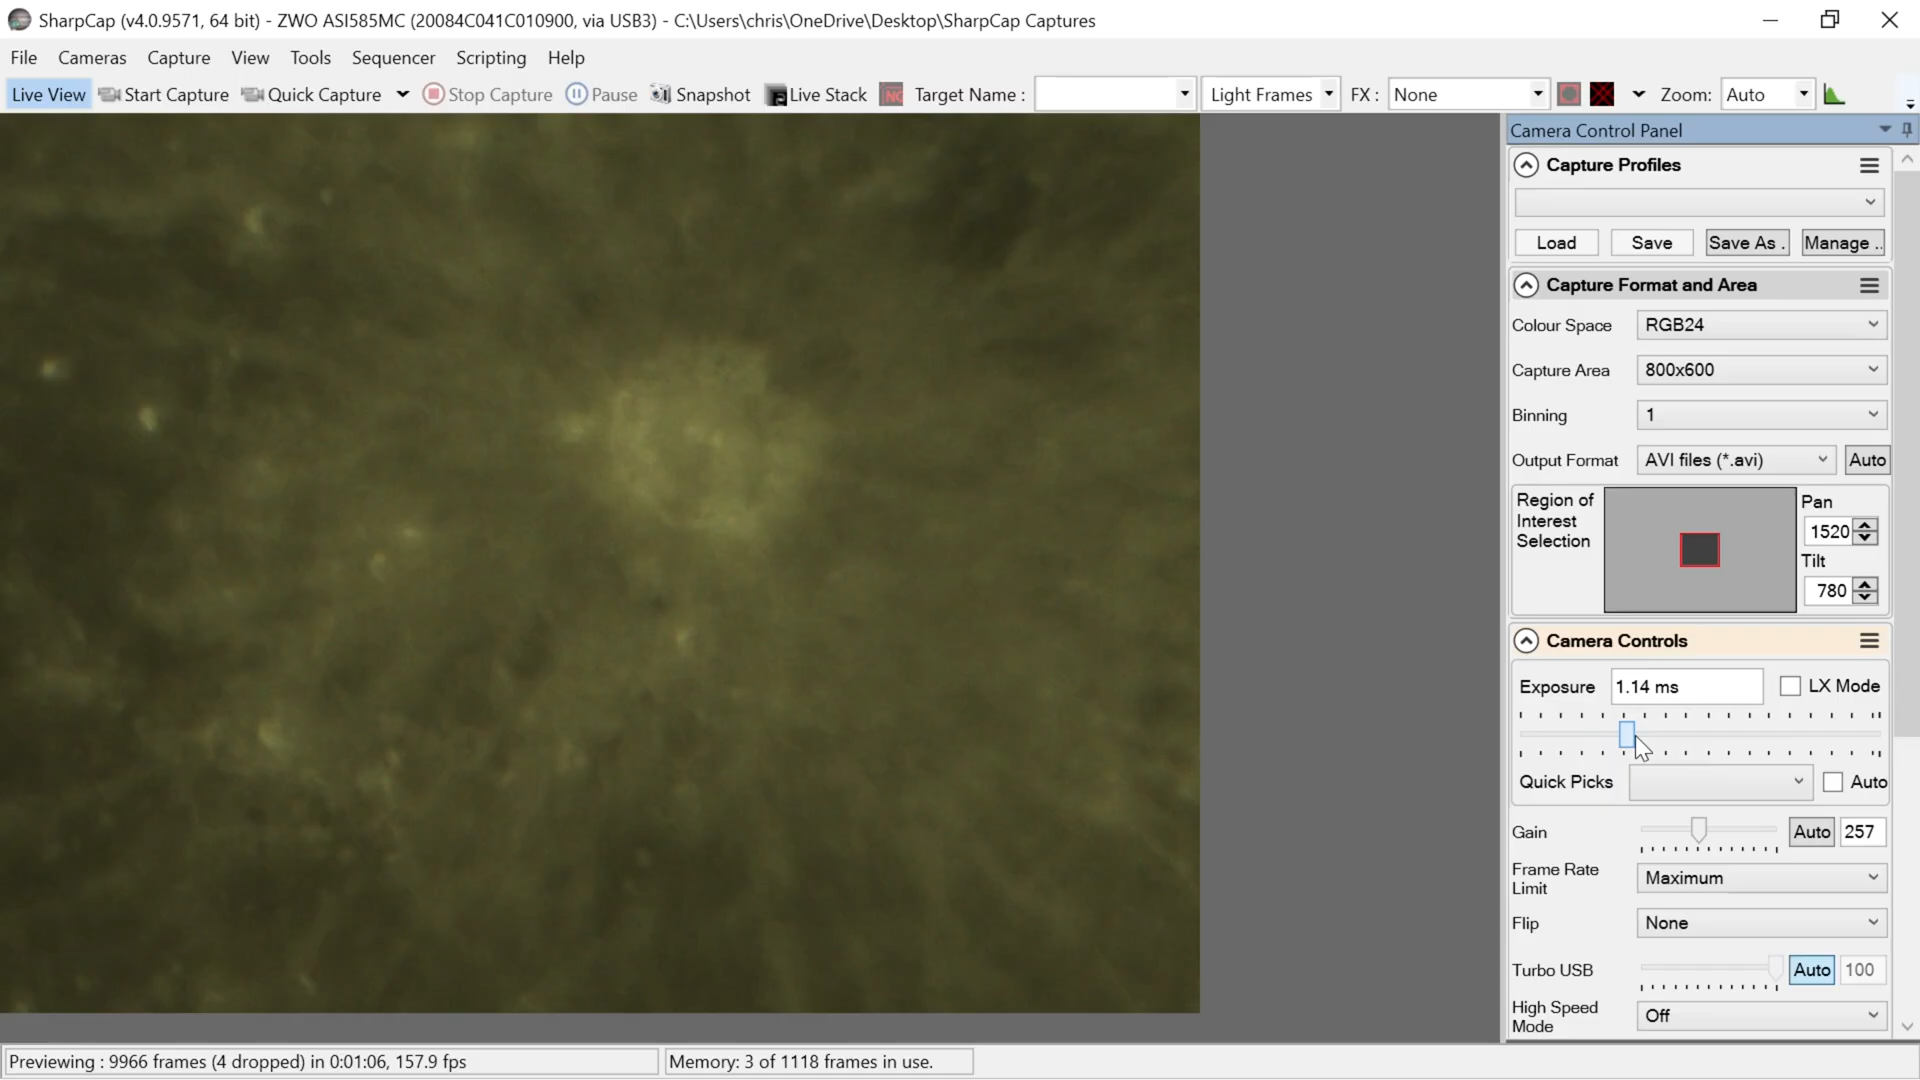 SharpCap (v4.0.9571, 64 bit) - ZWO ASI585MC (20084C041C010900, via USB3) - C:\Users\chris\OneDrive\Desktop\SharpCap Captures
File Cameras Capture View Tools Sequencer Scripting Help
Live View Start Capture Quick Capture Stop Capture Pause Snapshot Live Stack Target Name : Light Frames FX : None Zoom: Auto
Camera Control Panel
Capture Profiles
Load Save Save As . Manage ..
Capture Format and Area
Colour Space RGB24
Capture Area 800x600
Binning 1
Output Format AVI files (*.avi) Auto
Region of Interest Selection
Pan
1520
Tilt
780
Camera Controls
Exposure 1.14 ms LX Mode
Quick Picks Auto
Gain Auto 257
Frame Rate Limit Maximum
Flip None
Turbo USB Auto 100
High Speed Mode Off
Previewing : 9966 frames (4 dropped) in 0:01:06, 157.9 fps Memory: 3 of 1118 frames in use.